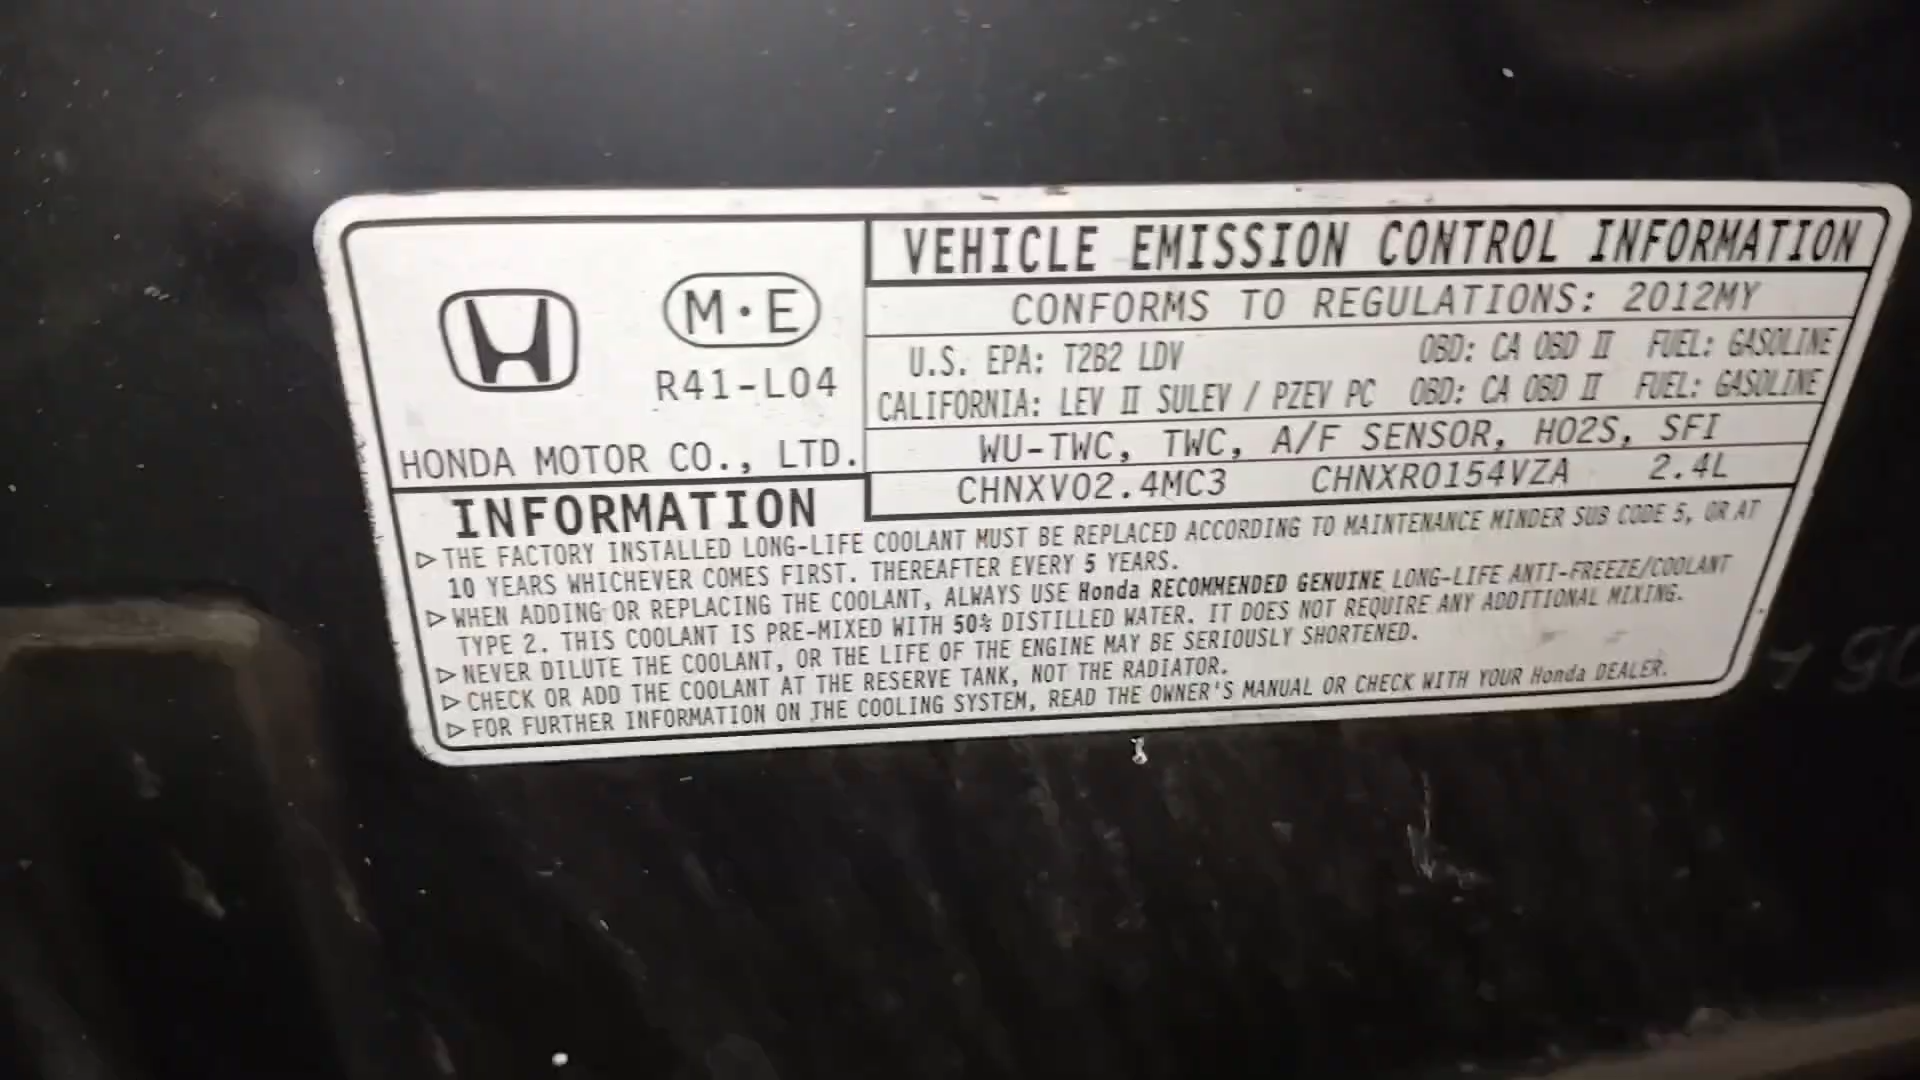 VEHICLE EMISSION CONTROL INFORMATION
CONFORMS TO REGULATIONS: 2012MY
M·E
R41-L04
HONDA MOTOR CO., LTD.
U.S. EPA: T2B2 LDV OBD: CA OBD II FUEL: GASOLINE
CALIFORNIA: LEV II SULEV / PZEV PC OBD: CA OBD II FUEL: GASOLINE
WU-TWC, TWC, A/F SENSOR, HO2S, SFI
CHNXV02.4MC3 CHNXR0154VZA 2.4L
INFORMATION
▷ THE FACTORY INSTALLED LONG-LIFE COOLANT MUST BE REPLACED ACCORDING TO MAINTENANCE MINDER SUB CODE 5, OR AT
10 YEARS WHICHEVER COMES FIRST. THEREAFTER EVERY 5 YEARS.
▷ WHEN ADDING OR REPLACING THE COOLANT, ALWAYS USE Honda RECOMMENDED GENUINE LONG-LIFE ANTI-FREEZE/COOLANT
TYPE 2. THIS COOLANT IS PRE-MIXED WITH 50% DISTILLED WATER. IT DOES NOT REQUIRE ANY ADDITIONAL MIXING.
▷ NEVER DILUTE THE COOLANT, OR THE LIFE OF THE ENGINE MAY BE SERIOUSLY SHORTENED.
▷ CHECK OR ADD THE COOLANT AT THE RESERVE TANK, NOT THE RADIATOR.
▷ FOR FURTHER INFORMATION ON THE COOLING SYSTEM, READ THE OWNER'S MANUAL OR CHECK WITH YOUR Honda DEALER.